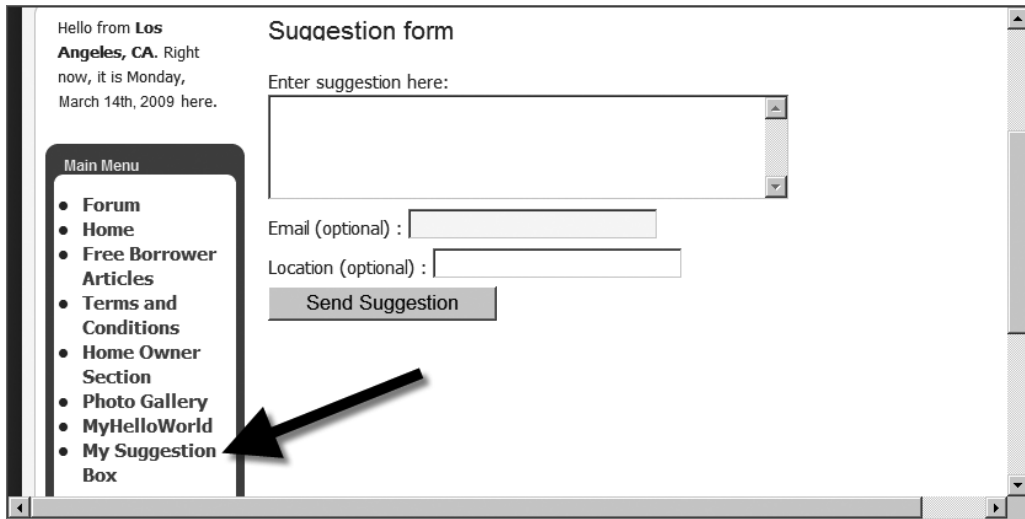 Hello from Los
Angeles, CA. Right
now, it is Monday,
March 14th, 2009 here.
Main Menu
Forum
Home
Free Borrower
Articles
Terms and
Conditions
Home Owner
Section
Photo Gallery
MyHelloWorld
My Suggestion
Box
Suggestion form
Enter suggestion here:
Email (optional) :
Location (optional) :
Send Suggestion